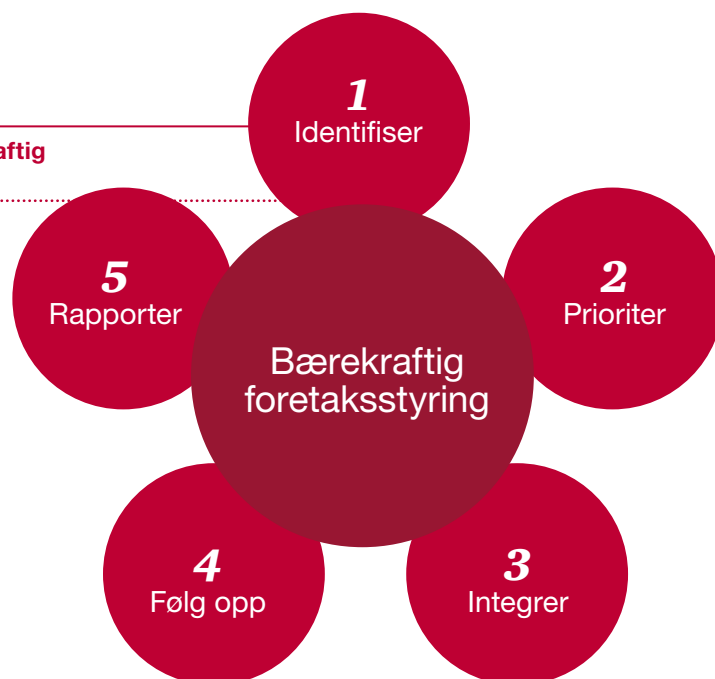 1
Identifiser
aftig
5
Rapporter
2
Prioriter
Bærekraftig
foretaksstyring
4
Følg opp
3
Integrer